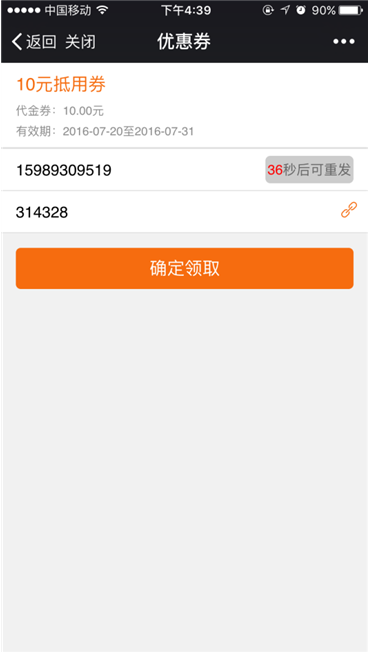 中国移动 下午4:39 90%
返回 关闭 优惠券
10元抵用券
代金券：10.00元
有效期：2016-07-20至2016-07-31
15989309519 36秒后可重发
314328
确定领取